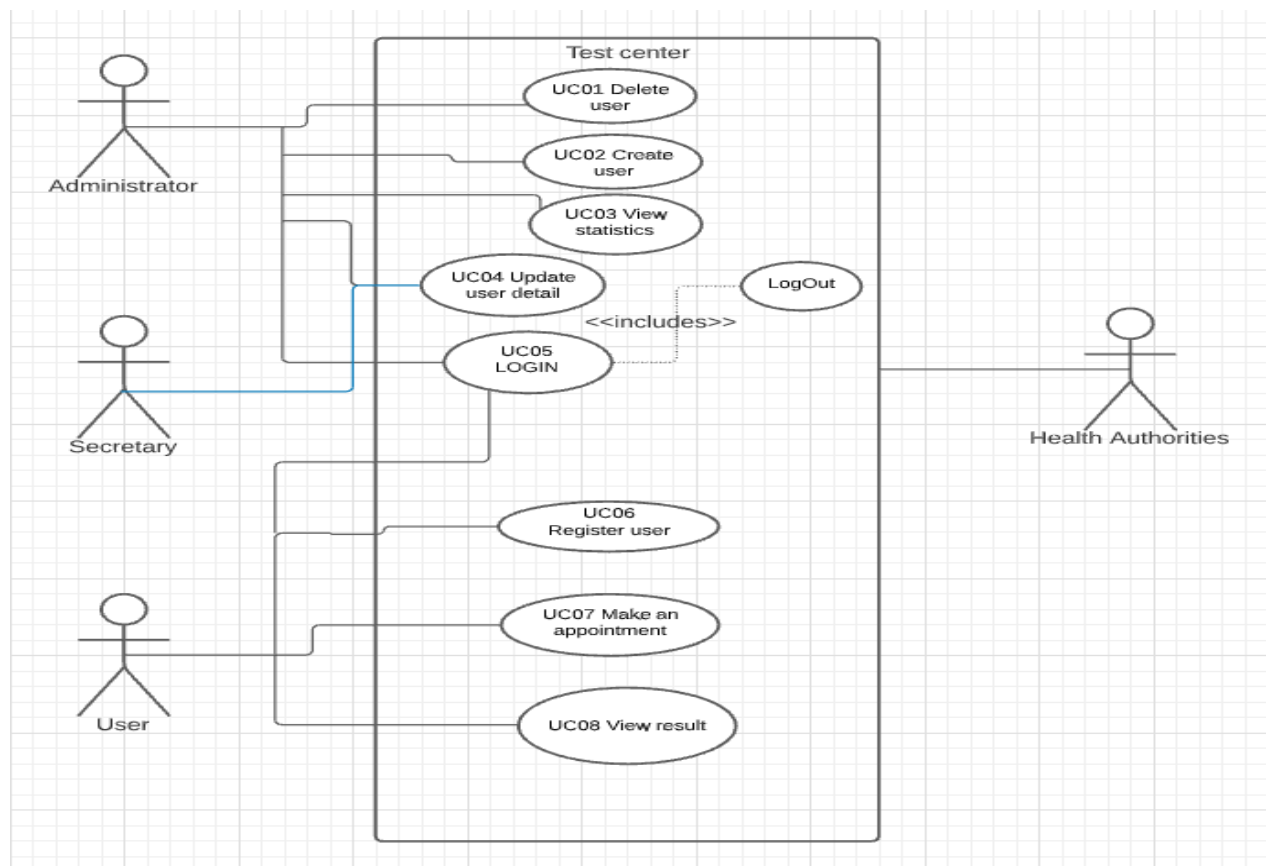 Test center
UC01 Delete
user
Administrator
UC02 Create
user
UC03 View
statistics
UC04 Update
user detail
LogOut
<<includes>>
UC05
LOGIN
Secretary
Health Authorities
UC06
Register user
UC07 Make an
appointment
User
UC08 View result